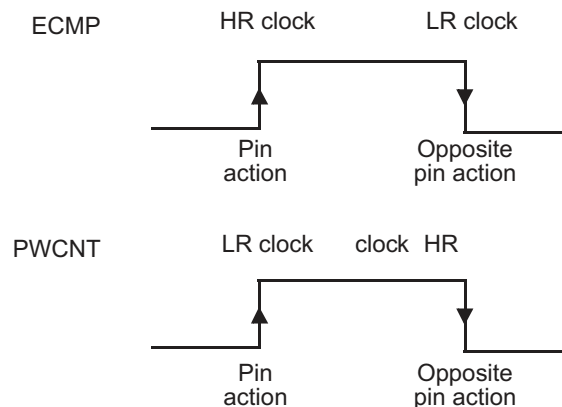 ECMP HR clock LR clock
Pin action Opposite pin action
PWCNT LR clock clock HR
Pin action Opposite pin action